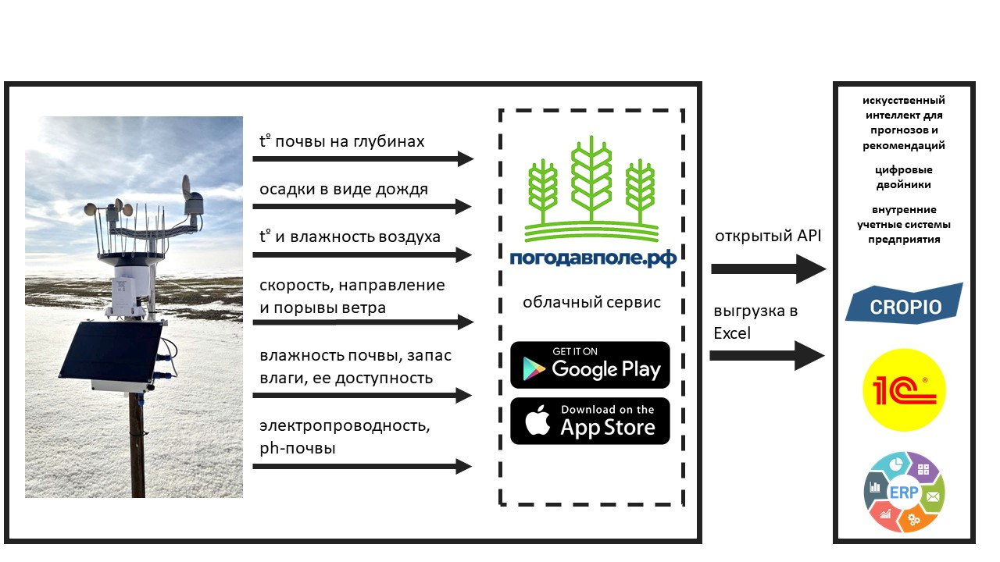 t° почвы на глубинах
осадки в виде дождя
t° и влажность воздуха
скорость, направление
и порывы ветра
влажность почвы, запас
влаги, ее доступность
электропроводность,
ph-почвы
погодавполе.рф
облачный сервис
GET IT ON
Google Play
Download on the
App Store
открытый API
выгрузка в
Excel
искусственный
интеллект для
прогнозов и
рекомендаций
цифровые
двойники
внутренние
учетные системы
предприятия
CROPIO
1С®
ERP